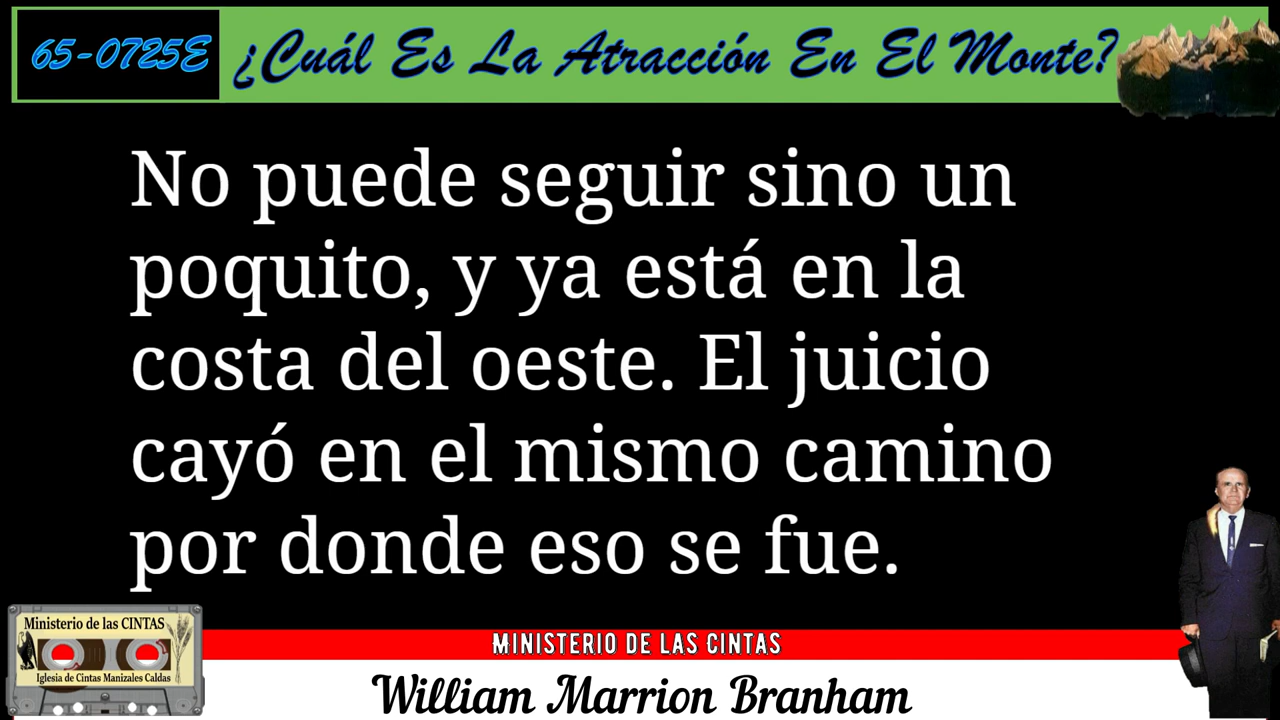 65-0725E
¿Cuál Es La Atracción En El Monte?
No puede seguir sino un
poquito, y ya está en la
costa del oeste. El juicio
cayó en el mismo camino
por donde eso se fue.
Ministerio de las CINTAS
Iglesia de Cintas Manizales Caldas
MINISTERIO DE LAS CINTAS
William Marrion Branham